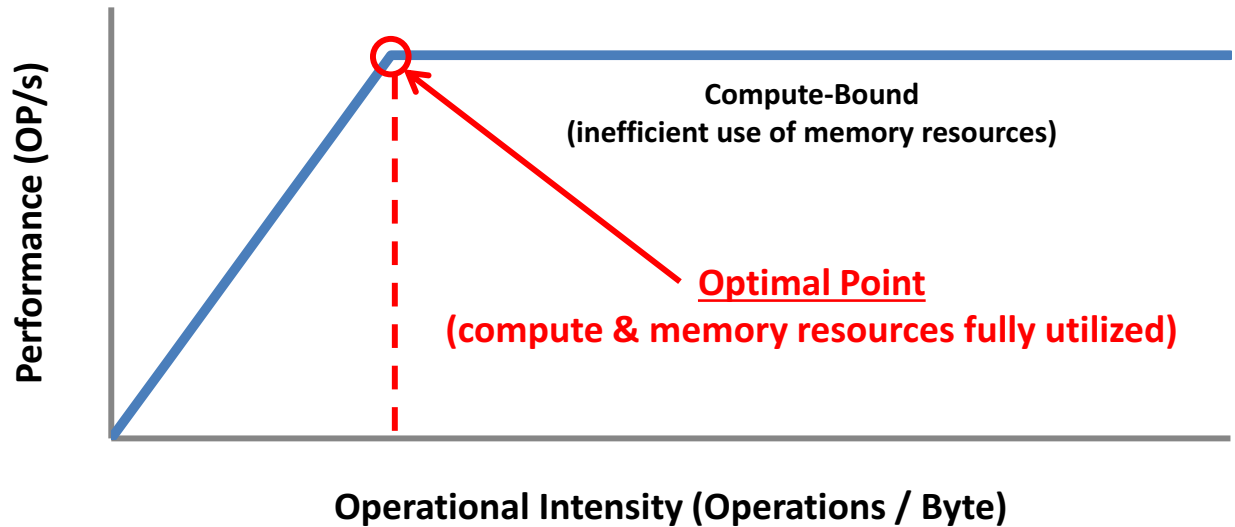 Performance (OP/s)
Compute-Bound
(inefficient use of memory resources)
Optimal Point
(compute & memory resources fully utilized)
Operational Intensity (Operations / Byte)